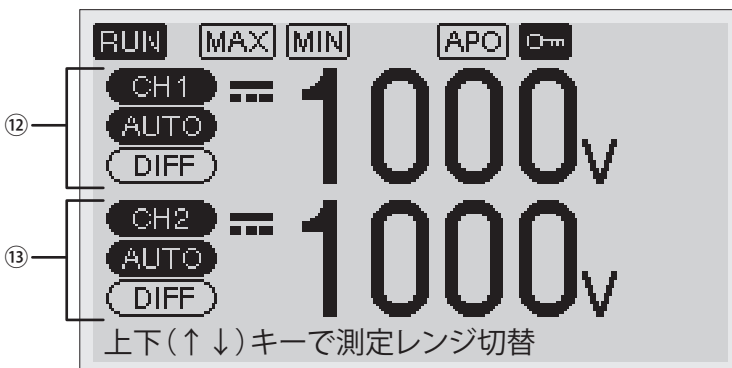 RUN MAX MIN APO
⑫ CH1 1000V
AUTO
DIFF
⑬ CH2 1000V
AUTO
DIFF
上下(↑↓)キーで測定レンジ切替